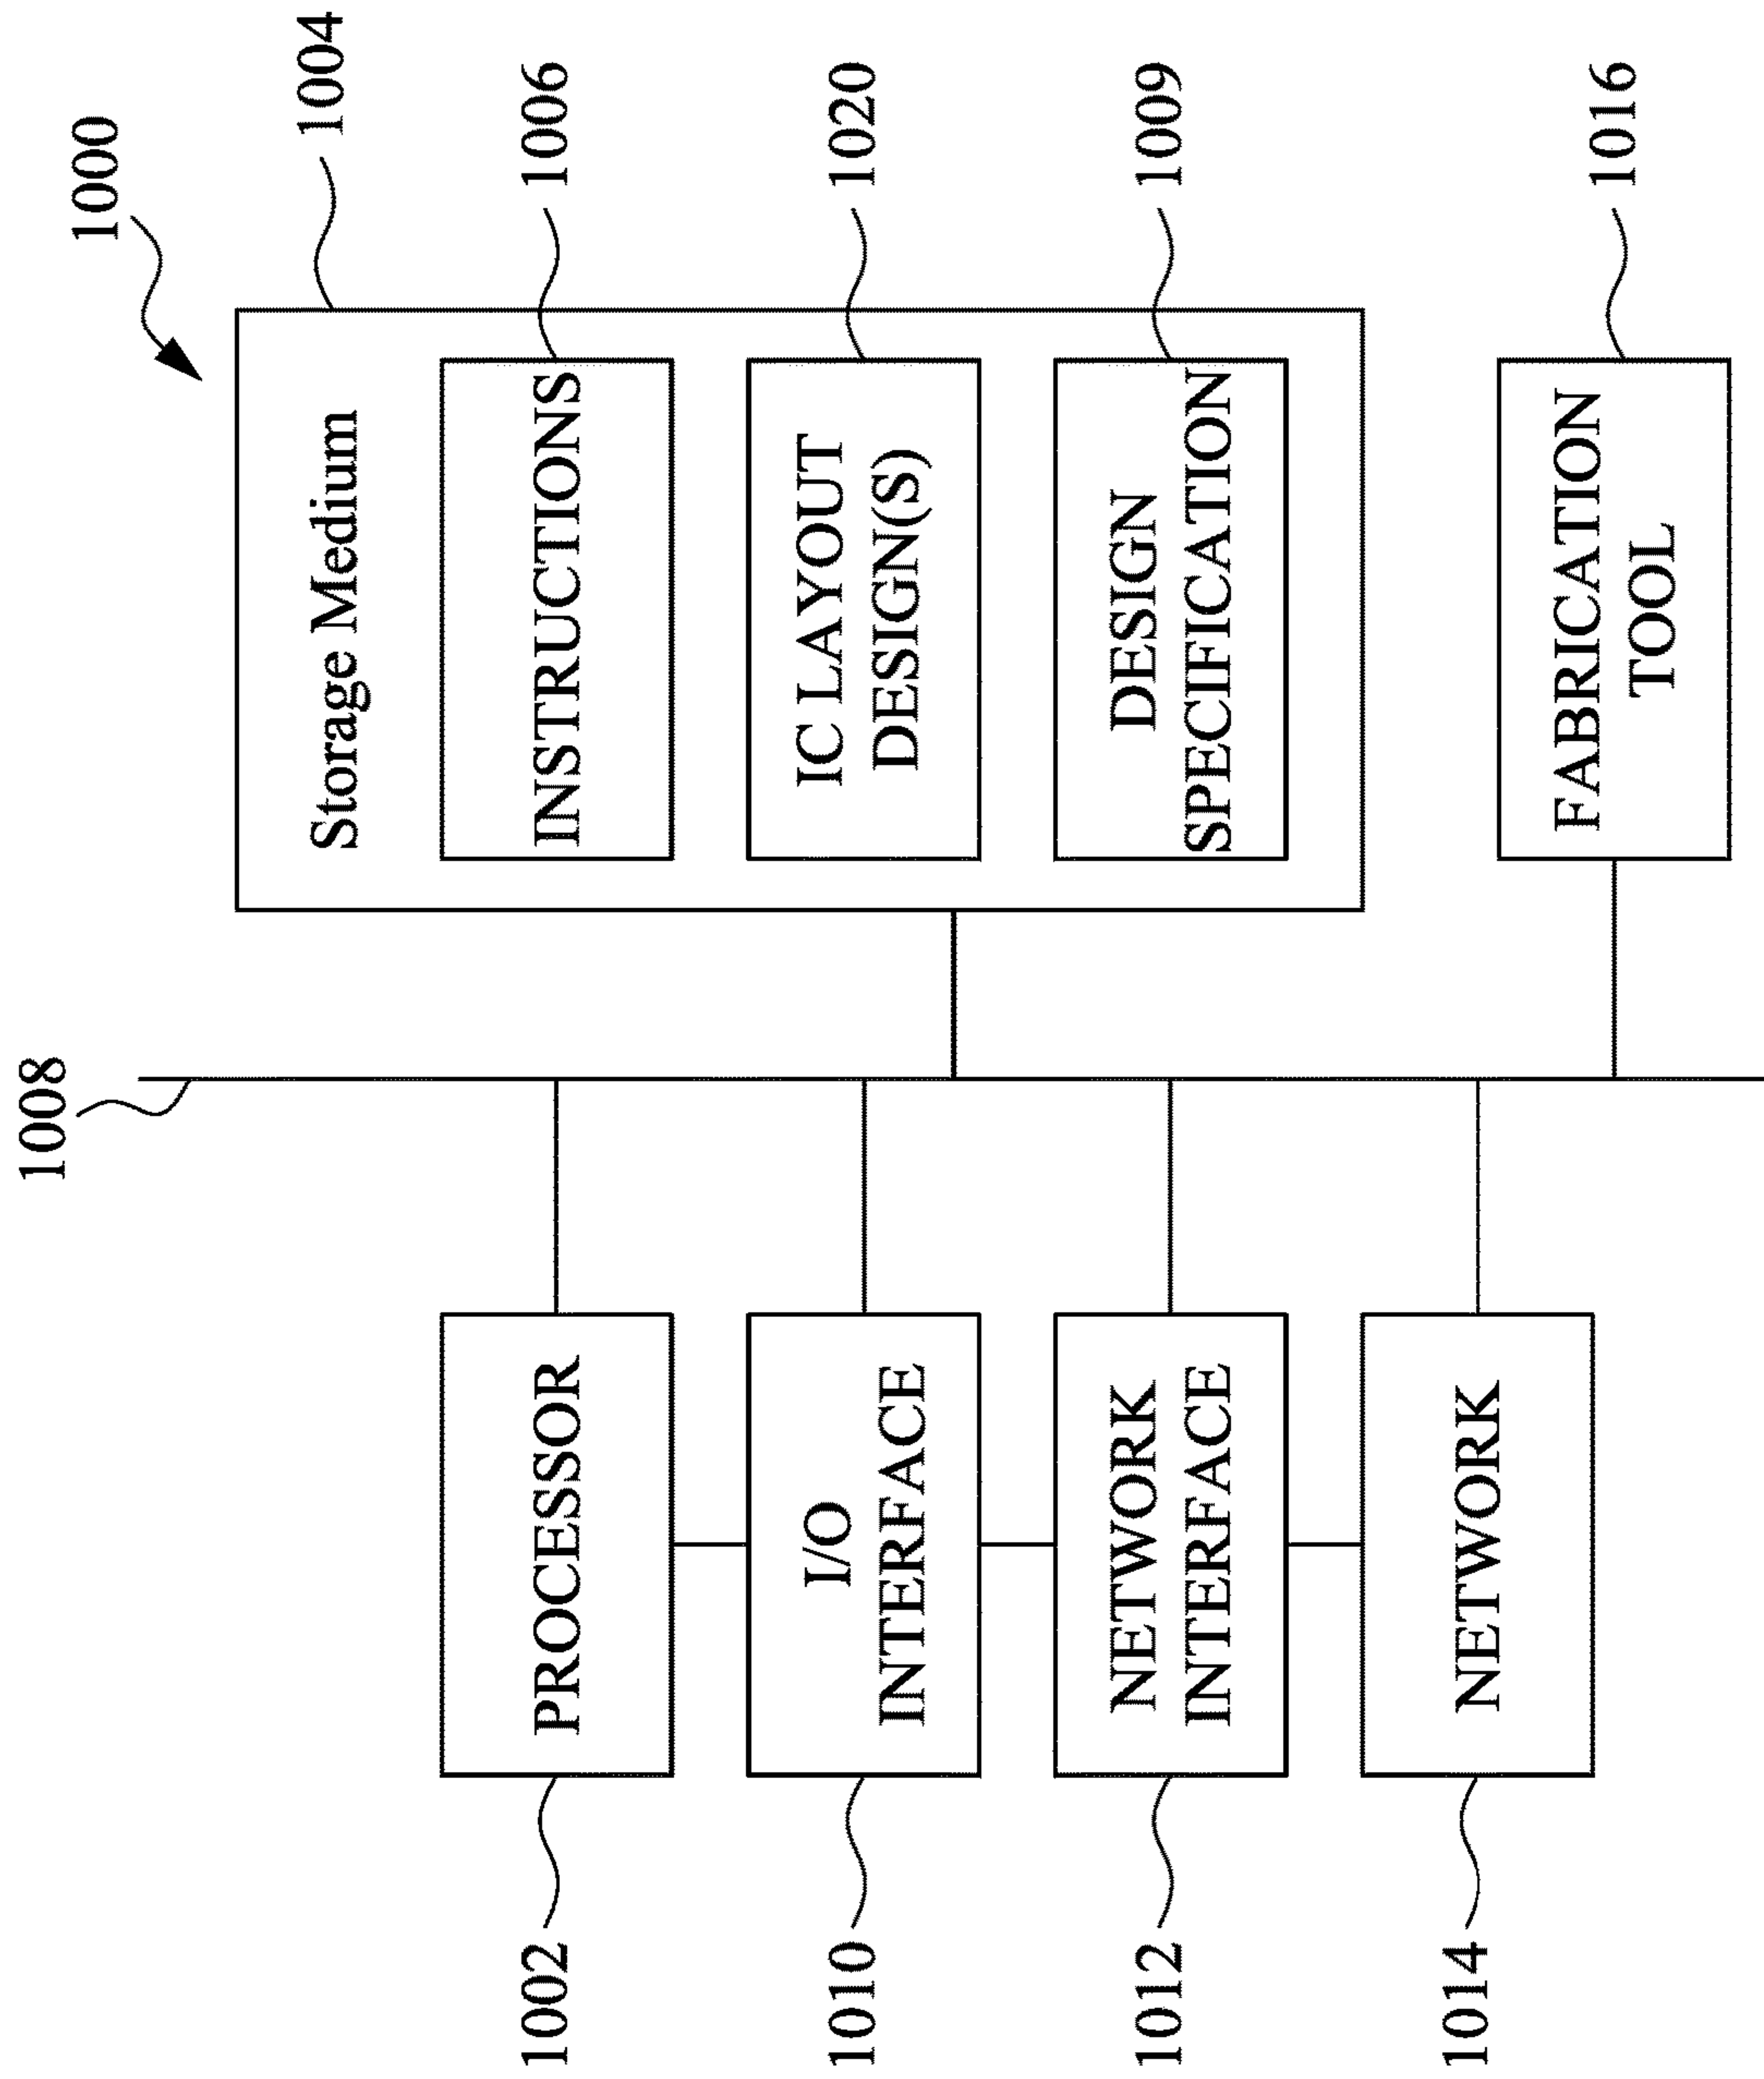 1000
1008
1004
Storage Medium
1002
PROCESSOR
INSTRUCTIONS
1006
1010
I/O
INTERFACE
IC LAYOUT
DESIGN(S)
1020
1012
NETWORK
INTERFACE
DESIGN
SPECIFICATION
1009
1014
NETWORK
FABRICATION
TOOL
1016